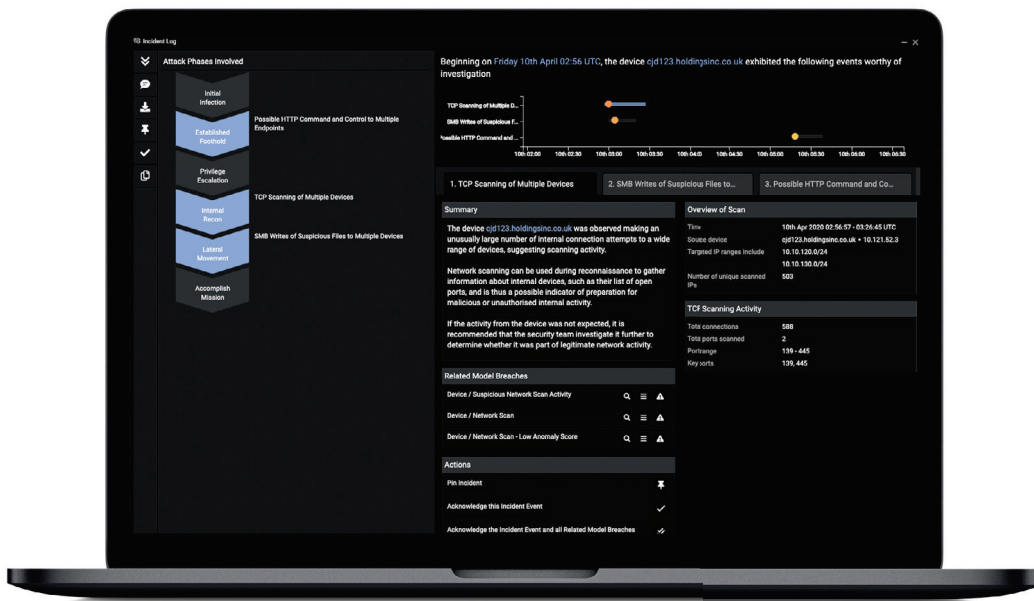 Incident Log
Attack Phases Involved
Initial
Infection
Established
Foothold
Possible HTTP Command and Control to Multiple
Endpoints
Privilege
Escalation
Internal
Recon
TCP Scanning of Multiple Devices
Lateral
Movement
SMB Writes of Suspicious Files to Multiple Devices
Accomplish
Mission
Beginning on Friday 10th April 02:56 UTC, the device cjd123.holdingsinc.co.uk exhibited the following events worthy of
investigation
TCP Scanning of Multiple D...
SMB Writes of Suspicious F...
Possible HTTP Command and ...
10th 02:00 10th 02:30 10th 03:00 10th 03:30 10th 04:00 10th 04:30 10th 05:00 10th 05:30 10th 06:00 10th 06:30
1. TCP Scanning of Multiple Devices
2. SMB Writes of Suspicious Files to...
3. Possible HTTP Command and Co...
Summary
The device cjd123.holdingsinc.co.uk was observed making an
unusually large number of internal connection attempts to a wide
range of devices, suggesting scanning activity.
Network scanning can be used during reconnaissance to gather
information about internal devices, such as their list of open
ports, and is thus a possible indicator of preparation for
malicious or unauthorised internal activity.
If the activity from the device was not expected, it is
recommended that the security team investigate it further to
determine whether it was part of legitimate network activity.
Related Model Breaches
Device / Suspicious Network Scan Activity
Device / Network Scan
Device / Network Scan - Low Anomaly Score
Actions
Pin Incident
Acknowledge this Incident Event
Acknowledge the Incident Event and all Related Model Breaches
Overview of Scan
Time 10th Apr 2020 02:56:57 - 03:26:45 UTC
Source device cjd123.holdingsinc.co.uk • 10.121.52.3
Targeted IP ranges include 10.10.120.0/24
10.10.130.0/24
Number of unique scanned 503
IPs
TCP Scanning Activity
Total connections 588
Total ports scanned 2
Port range 139 - 445
Key ports 139, 445